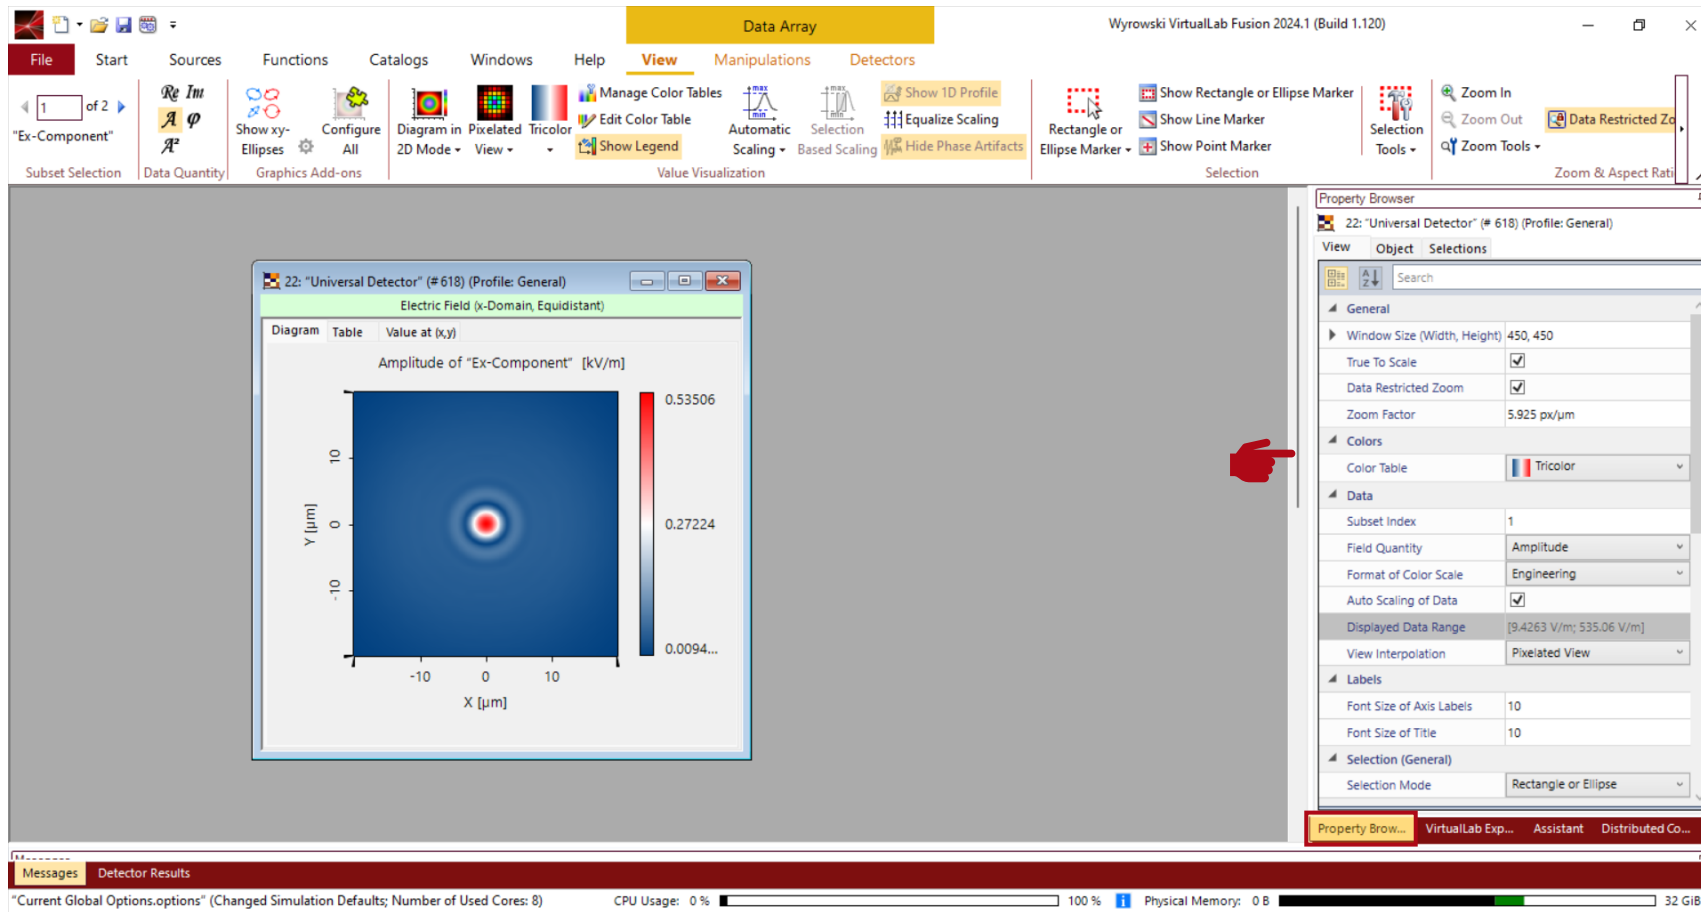 Data Array
Wyrowski VirtualLab Fusion 2024.1 (Build 1.120)
File Start Sources Functions Catalogs Windows Help View Manipulations Detectors
1 of 2
"Ex-Component"
Subset Selection
Re Im
A φ
A²
Data Quantity
Show xy-
Ellipses
Configure
All
Graphics Add-ons
Diagram in
2D Mode
Pixelated
View
Tricolor
Manage Color Tables
Edit Color Table
Show Legend
max
min
Automatic
Scaling
max
min
Selection
Based Scaling
Show 1D Profile
Equalize Scaling
Hide Phase Artifacts
Value Visualization
Rectangle or
Ellipse Marker
Show Rectangle or Ellipse Marker
Show Line Marker
Show Point Marker
Selection
Tools
Selection
Zoom In
Zoom Out
Zoom Tools
Data Restricted Zo
Zoom & Aspect Rati
22: "Universal Detector" (# 618) (Profile: General)
Electric Field (x-Domain, Equidistant)
Diagram Table Value at (x,y)
Amplitude of "Ex-Component" [kV/m]
0.53506
0.27224
0.0094...
Y [µm]
10
0
-10
-10 0 10
X [µm]
Property Browser
22: "Universal Detector" (# 618) (Profile: General)
View Object Selections
Search
General
Window Size (Width, Height) 450, 450
True To Scale
Data Restricted Zoom
Zoom Factor 5.925 px/µm
Colors
Color Table Tricolor
Data
Subset Index 1
Field Quantity Amplitude
Format of Color Scale Engineering
Auto Scaling of Data
Displayed Data Range [9.4263 V/m; 535.06 V/m]
View Interpolation Pixelated View
Labels
Font Size of Axis Labels 10
Font Size of Title 10
Selection (General)
Selection Mode Rectangle or Ellipse
Property Brow... VirtualLab Exp... Assistant Distributed Co...
Messages
Messages Detector Results
"Current Global Options.options" (Changed Simulation Defaults; Number of Used Cores: 8) CPU Usage: 0 % 100 % Physical Memory: 0 B 32 GiB